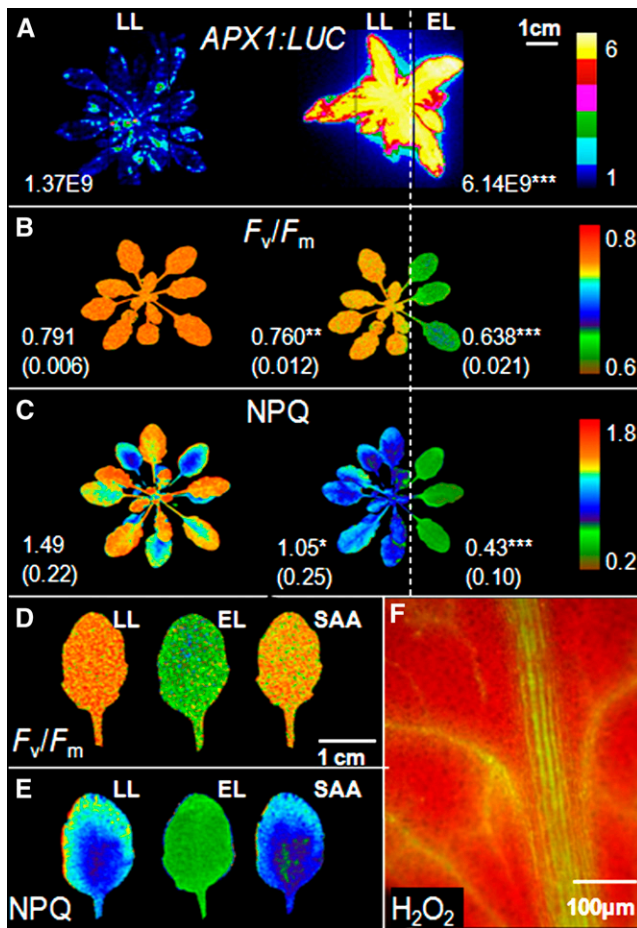 A LL APX1:LUC LL EL 1cm
6
1
1.37E9 6.14E9***
B Fv/Fm
0.8
0.791 0.760** 0.638***
(0.006) (0.012) (0.021)
0.6
C NPQ
1.8
1.49 1.05* 0.43***
(0.22) (0.25) (0.10)
0.2
D LL EL SAA
Fv/Fm
1 cm
E LL EL SAA
NPQ
F
H2O2
100µm